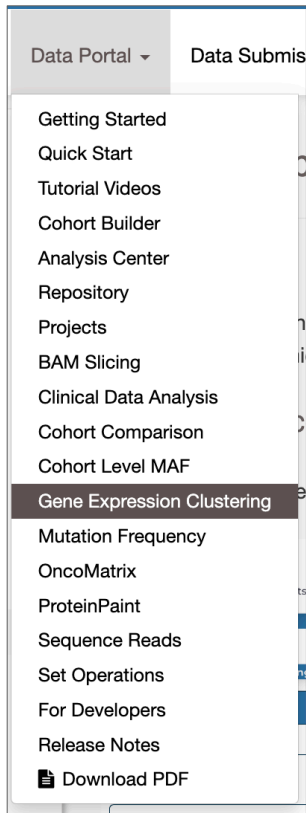 Data Portal
Data Submis
Getting Started
Quick Start
Tutorial Videos
Cohort Builder
Analysis Center
Repository
Projects
BAM Slicing
Clinical Data Analysis
Cohort Comparison
Cohort Level MAF
Gene Expression Clustering
Mutation Frequency
OncoMatrix
ProteinPaint
Sequence Reads
Set Operations
For Developers
Release Notes
Download PDF